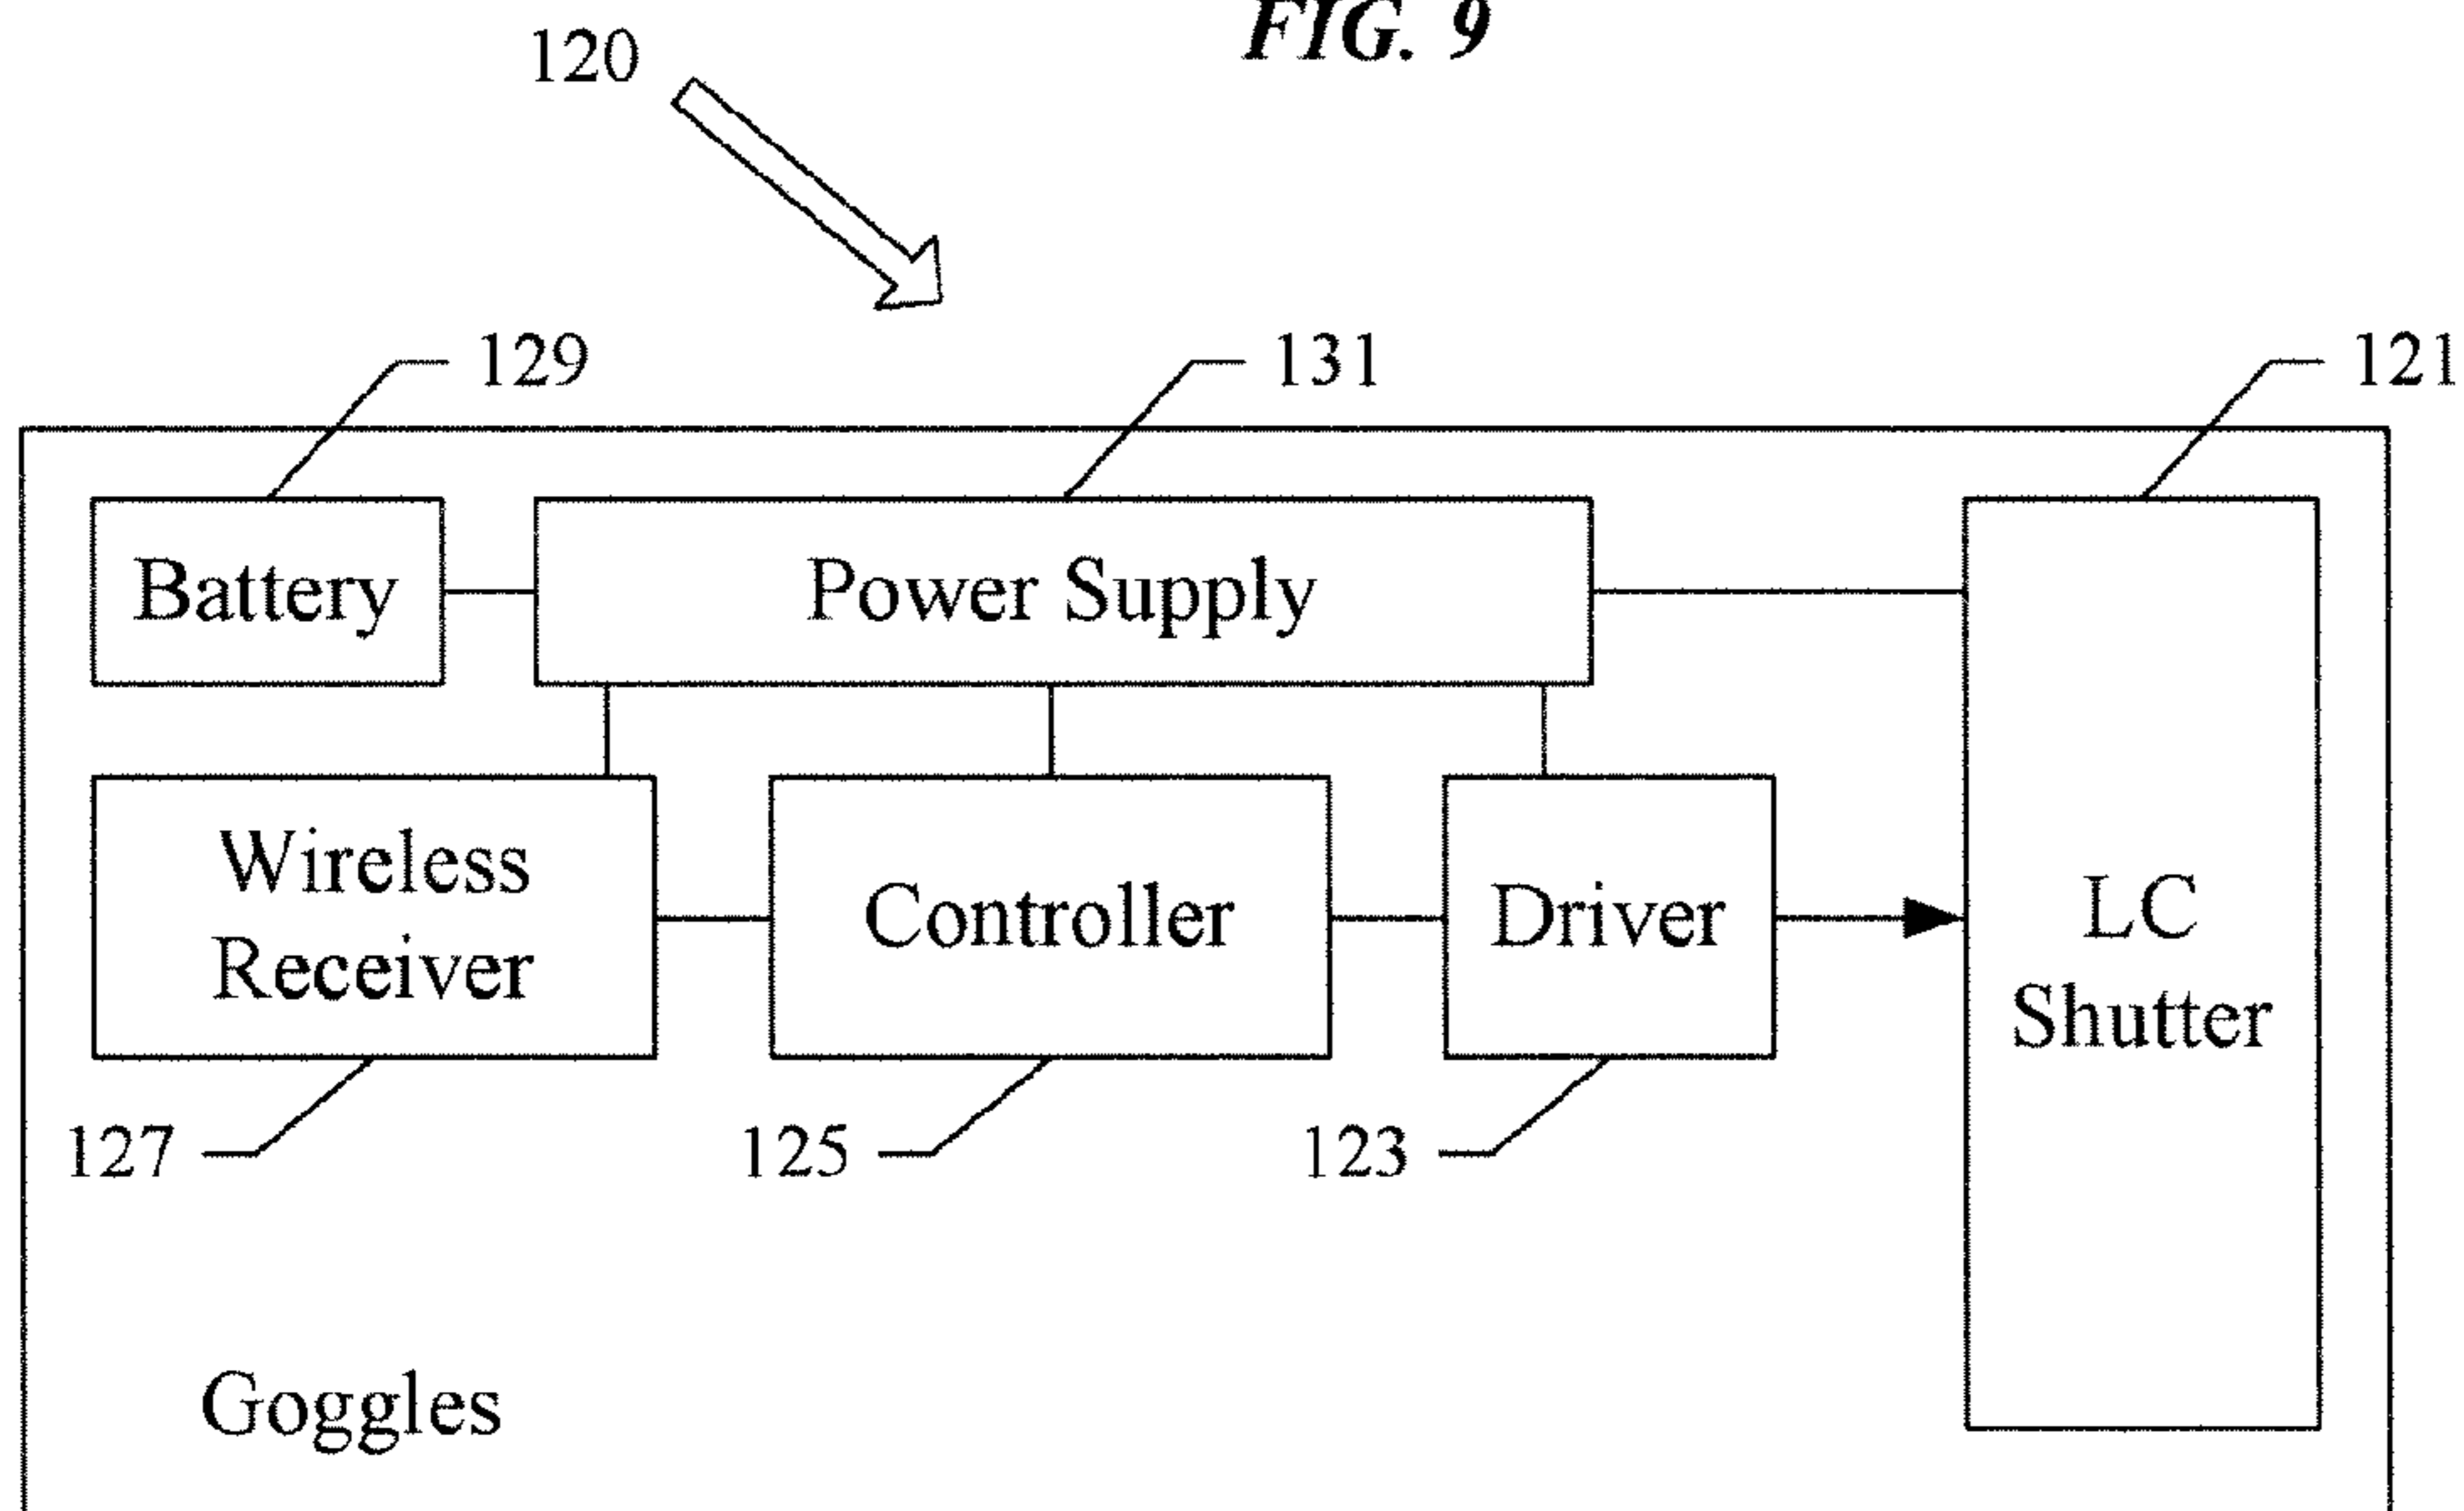 FIG. 9
120
129
131
121
Battery
Power Supply
Wireless
Receiver
Controller
Driver
LC
Shutter
127
125
123
Goggles